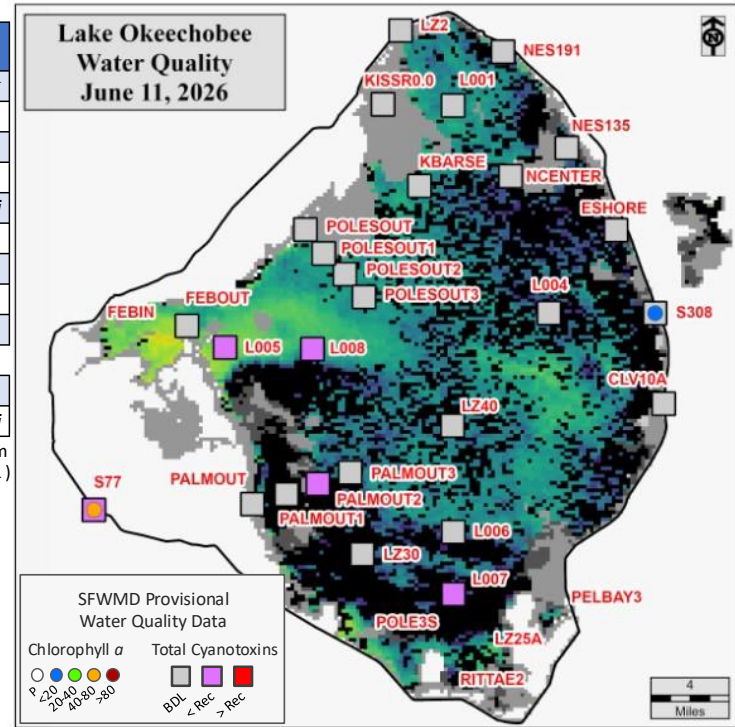 Lake Okeechobee
Water Quality
June 11, 2026
N
LZ2
NES191
KISSR0.0
L001
NES135
KBARSE
NCENTER
ESHORE
POLESOUT
POLESOUT1
POLESOUT2
POLESOUT3
L004
FEBIN
FEBOUT
S308
L005
L008
CLV10A
LZ40
S77
PALMOUT
PALMOUT3
PALMOUT2
PALMOUT1
L006
LZ30
L007
PELBAY3
POLE3S
LZ25A
RITTAE2
SFWMD Provisional
Water Quality Data
Chlorophyll a
Total Cyanotoxins
P
<20
20-40
40-80
>80
BDL
< Rec
> Rec
4
Miles